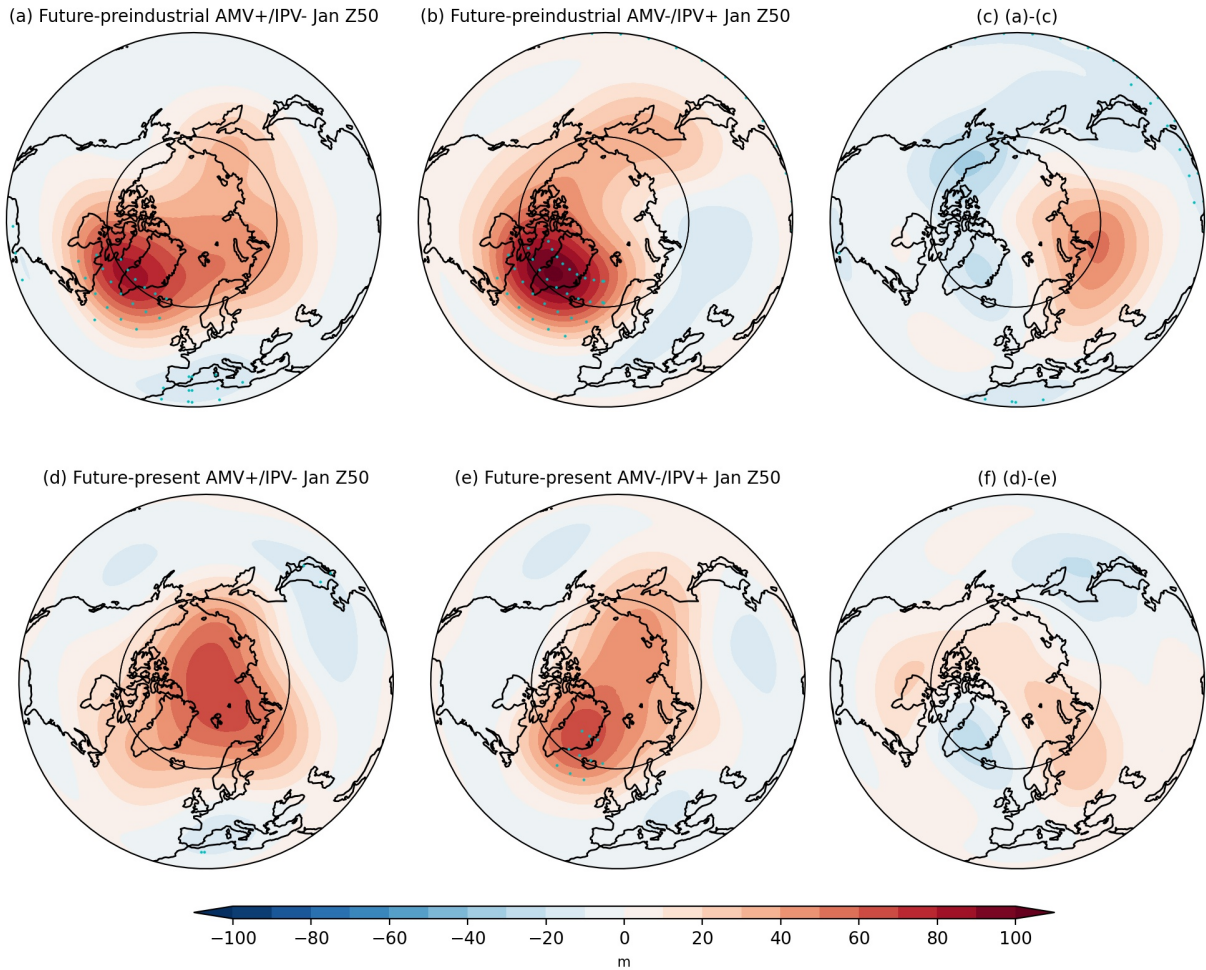 (a) Future-preindustrial AMV+/IPV- Jan Z50
(b) Future-preindustrial AMV-/IPV+ Jan Z50
(c) (a)-(c)
(d) Future-present AMV+/IPV- Jan Z50
(e) Future-present AMV-/IPV+ Jan Z50
(f) (d)-(e)
−100 −80 −60 −40 −20 0 20 40 60 80 100
m